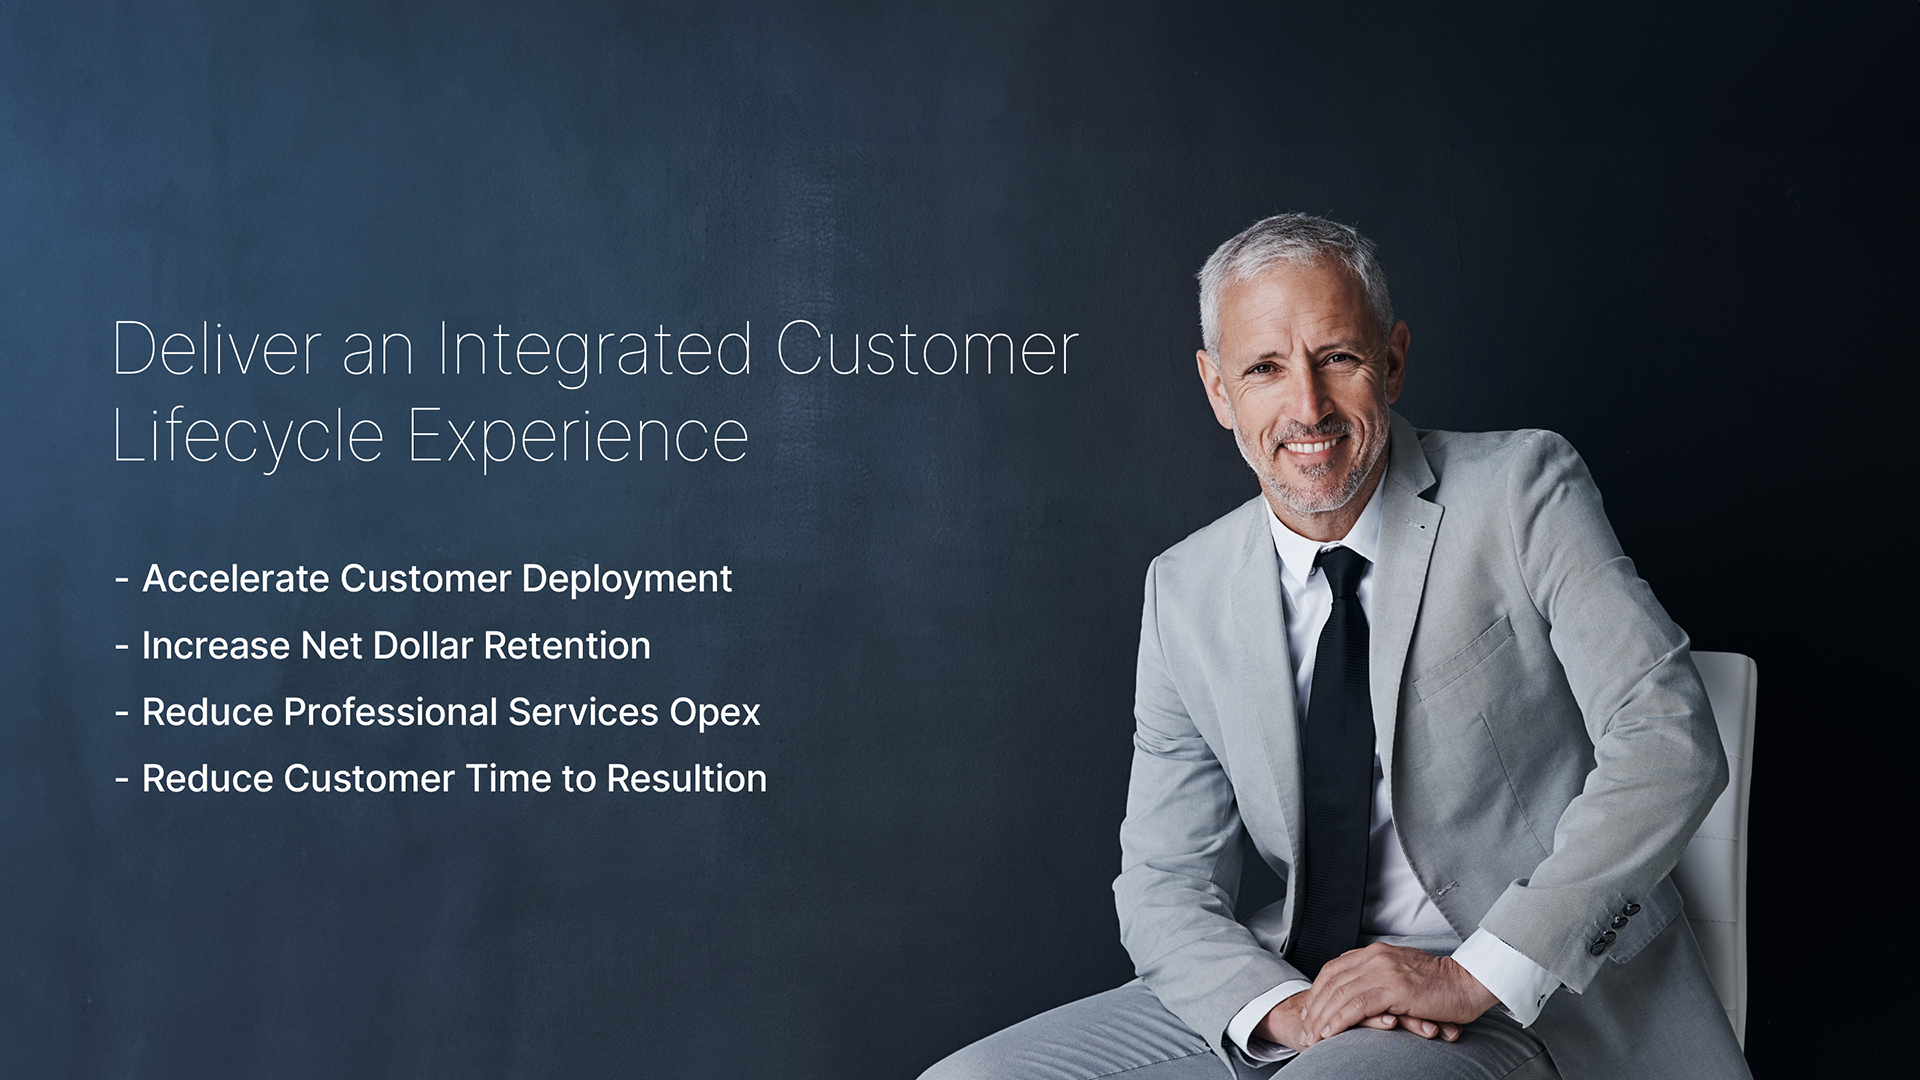 Deliver an Integrated Customer
Lifecycle Experience
- Accelerate Customer Deployment
- Increase Net Dollar Retention
- Reduce Professional Services Opex
- Reduce Customer Time to Resultion